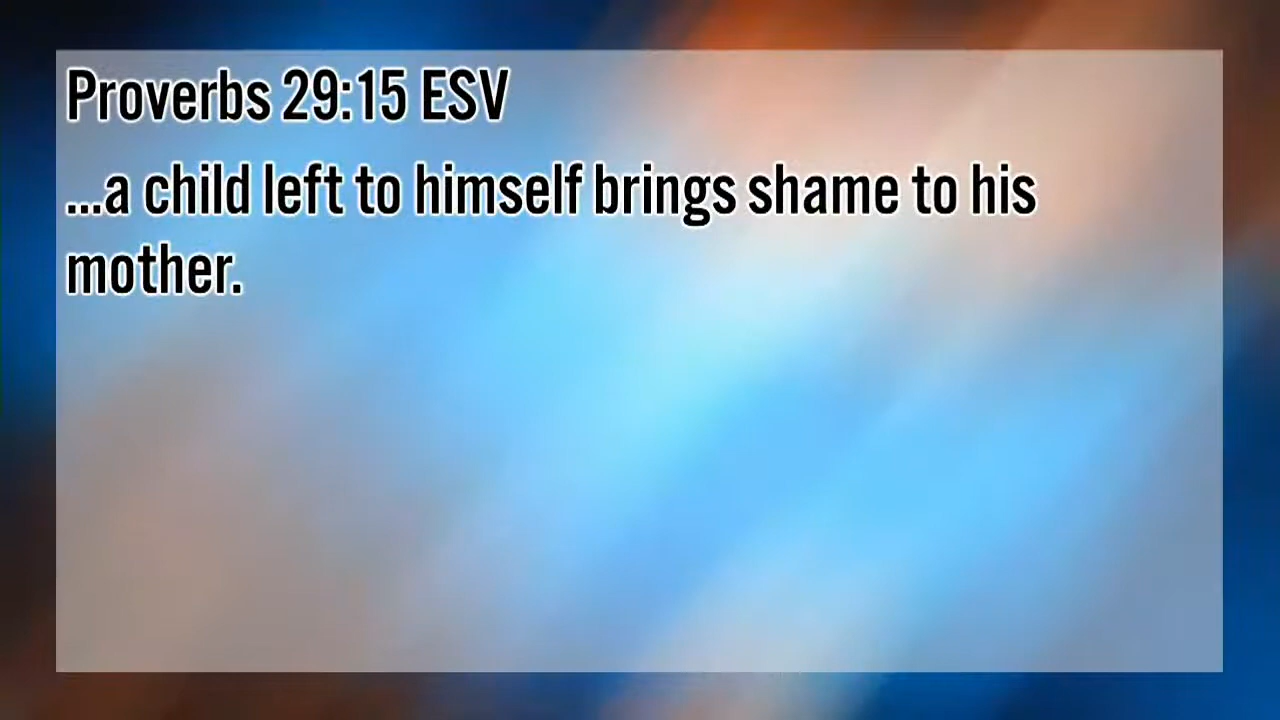 Proverbs 29:15 ESV
...a child left to himself brings shame to his
mother.